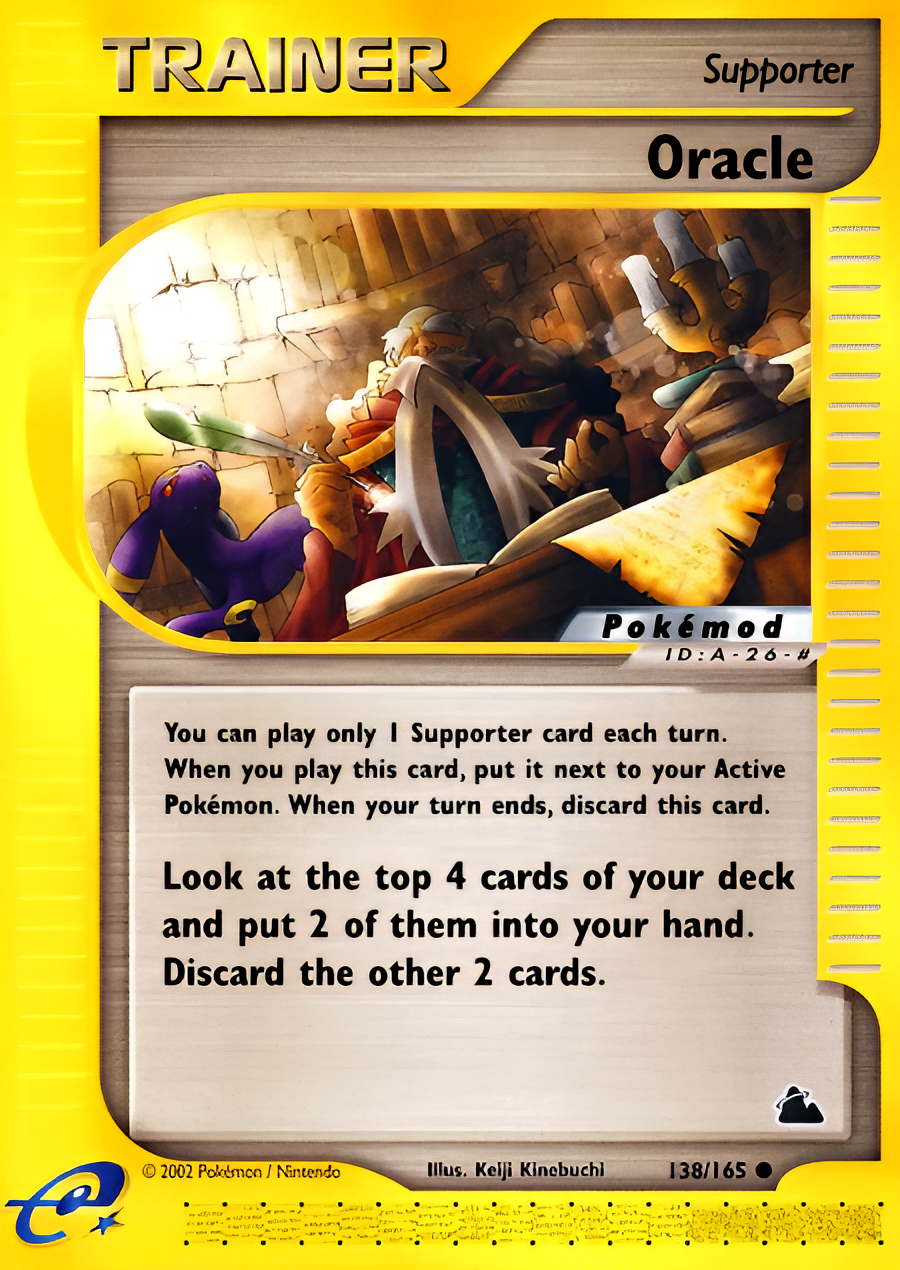 TRAINER
Supporter
Oracle
Pokémod
ID:A-26-#
You can play only 1 Supporter card each turn.
When you play this card, put it next to your Active
Pokémon. When your turn ends, discard this card.
Look at the top 4 cards of your deck
and put 2 of them into your hand.
Discard the other 2 cards.
© 2002 Pokémon / Nintendo
Illus. Keiji Kinebuchi
138/165